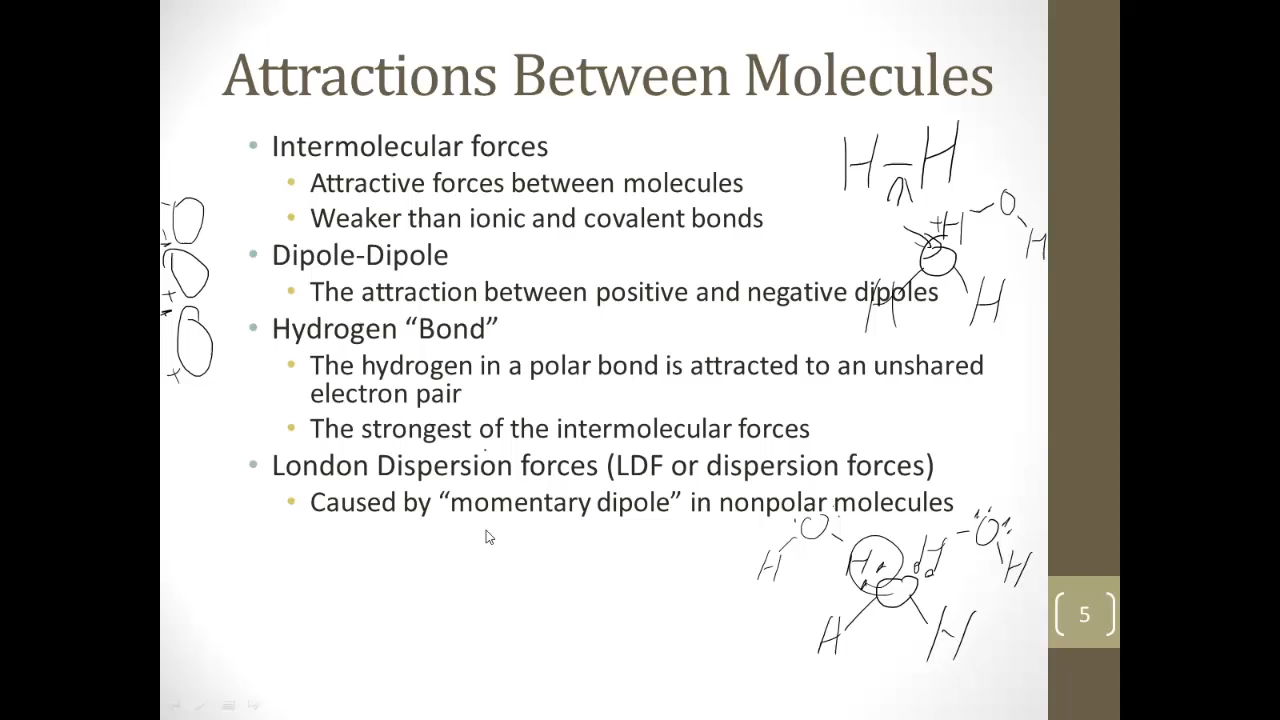 Attractions Between Molecules
• Intermolecular forces
• Attractive forces between molecules
• Weaker than ionic and covalent bonds
• Dipole-Dipole
• The attraction between positive and negative dipoles
• Hydrogen “Bond”
• The hydrogen in a polar bond is attracted to an unshared
electron pair
• The strongest of the intermolecular forces
• London Dispersion forces (LDF or dispersion forces)
• Caused by “momentary dipole” in nonpolar molecules
H-H
+H - O
H
H H
+
+
O
H
H
- O
H
H
H
5